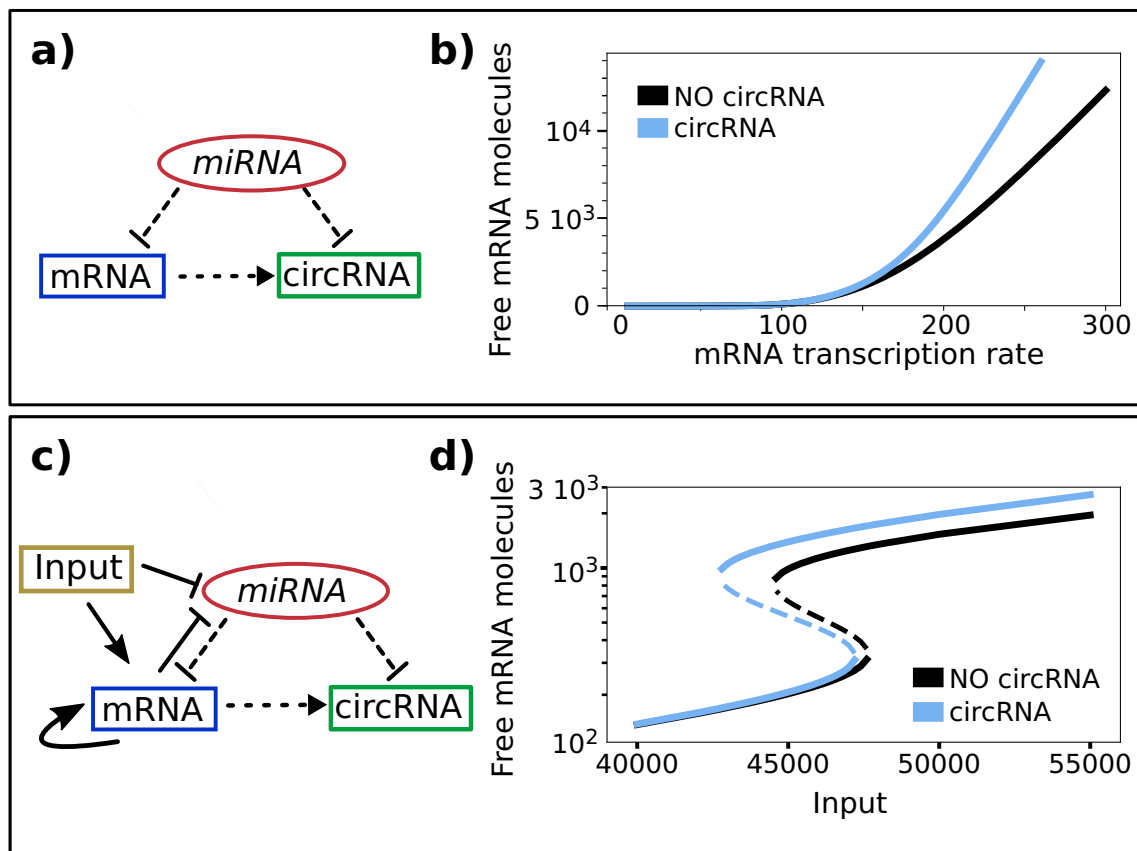 a)
miRNA
mRNA
circRNA
b)
Free mRNA molecules
10⁴
5 10³
0
NO circRNA
circRNA
0 100 200 300
mRNA transcription rate
c)
Input
miRNA
mRNA
circRNA
d)
Free mRNA molecules
3 10³
10³
10²
NO circRNA
circRNA
40000 45000 50000 55000
Input